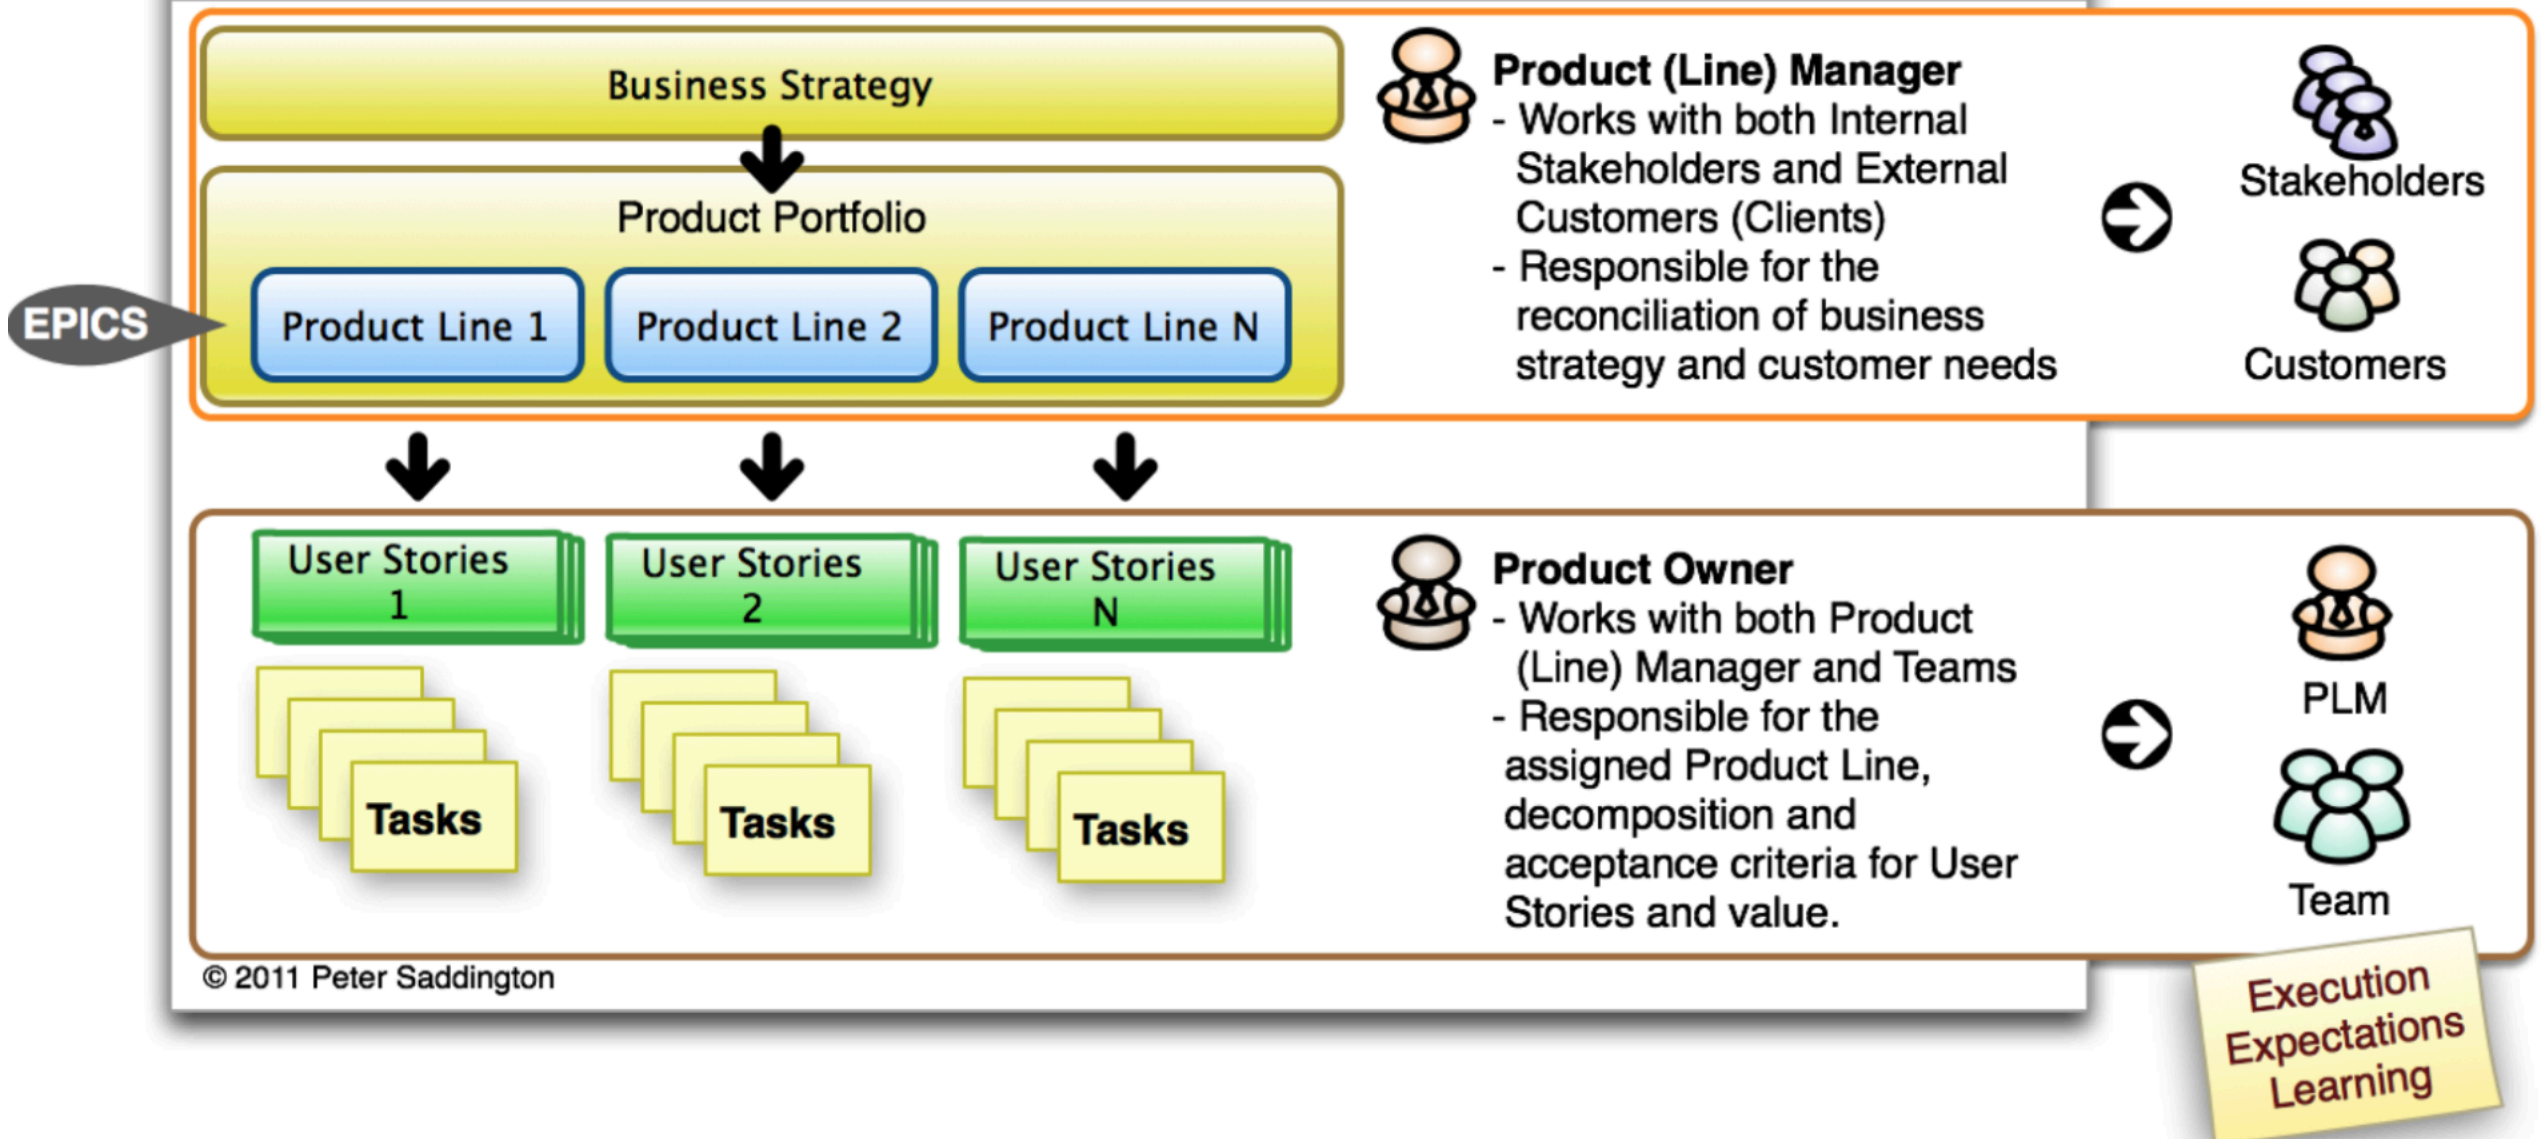 Business Strategy
Product Portfolio
EPICS
Product Line 1
Product Line 2
Product Line N
Product (Line) Manager
- Works with both Internal
Stakeholders and External
Customers (Clients)
- Responsible for the
reconciliation of business
strategy and customer needs
Stakeholders
Customers
User Stories
1
User Stories
2
User Stories
N
Tasks
Tasks
Tasks
Product Owner
- Works with both Product
(Line) Manager and Teams
- Responsible for the
assigned Product Line,
decomposition and
acceptance criteria for User
Stories and value.
PLM
Team
© 2011 Peter Saddington
Execution
Expectations
Learning